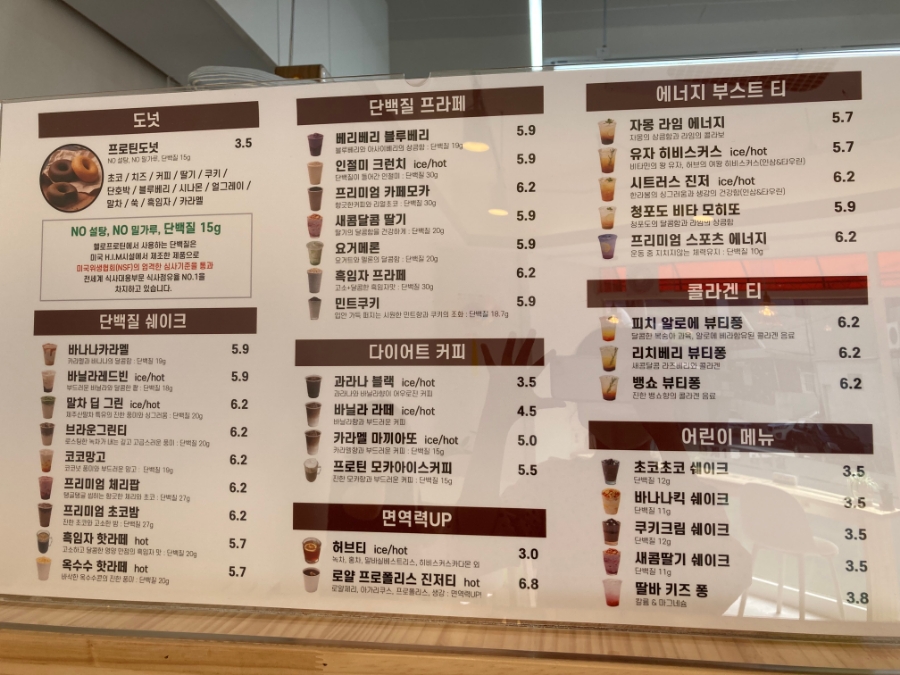 도넛
프로틴도넛 3.5
NO 설탕, NO 밀가루, 단백질 15g
초코 / 치즈 / 커피 / 딸기 / 쿠키 /
단호박 / 블루베리 / 시나몬 / 얼그레이 /
말차 / 쑥 / 흑임자 / 카라멜
NO 설탕, NO 밀가루, 단백질 15g
헬로프로틴에서 사용하는 단백질은
미국 H.I.M시설에서 제조한 제품으로
미국위생협회(NSF)의 엄격한 심사기준을 통과
전세계 식사대용부문 식사점유율 NO.1을
차지하고 있습니다.
단백질 쉐이크
바나나카라멜 5.9
카라멜과 바나나의 달콤함 : 단백질 19g
바닐라레드빈 ice/hot 5.9
부드러운 바닐라와 달콤한 팥 : 단백질 18g
말차 딥 그린 ice/hot 6.2
제주산말차 특유의 진한 풍미와 싱그러움 : 단백질 20g
브라운그린티 6.2
로스팅한 녹차가 내는 깊고 고급스러운 풍미 : 단백질 20g
코코망고 6.2
코코넛 풍미와 부드러운 망고 : 단백질 19g
프리미엄 체리팝 6.2
탱글탱글 씹히는 향긋한 체리와 초코 : 단백질 27g
프리미엄 초코밤 6.2
진한 초코와 고소한 밤 : 단백질 27g
흑임자 핫라떼 hot 5.7
고소하고 달콤한 영양 만점의 흑임자 맛 : 단백질 20g
옥수수 핫라떼 hot 5.7
바삭한 옥수수콘의 진한 풍미 : 단백질 20g
단백질 프라페
베리베리 블루베리 5.9
블루베리와 아사이베리의 상큼함 : 단백질 19g
인절미 크런치 ice/hot 5.9
단백질이 들어간 인절미 : 단백질 30g
프리미엄 카페모카 6.2
향긋한커피와 리얼초코 : 단백질 30g
새콤달콤 딸기 5.9
딸기의 달콤함을 건강하게 : 단백질 20g
요거메론 5.9
요거트와 멜론의 달콤함 : 단백질 20g
흑임자 프라페 6.2
고소+달콤한 흑임자맛 : 단백질 30g
민트쿠키 5.9
입안 가득 퍼지는 시원한 민트향과 쿠키의 조화 : 단백질 18.7g
다이어트 커피
과라나 블랙 ice/hot 3.5
과라나와 바닐라향이 어우러진 커피
바닐라 라떼 ice/hot 4.5
바닐라향과 부드러운 커피
카라멜 마끼아또 ice/hot 5.0
카라멜향과 부드러운 커피 : 단백질 15g
프로틴 모카아이스커피 5.5
진한 모카향과 부드러운 커피 : 단백질 15g
면역력UP
허브티 ice/hot 3.0
녹차, 홍차, 말바실베스트리스, 히비스커스카다몬 외
로얄 프로폴리스 진저티 hot 6.8
로얄제리, 아가리쿠스, 프로폴리스, 생강 : 면역력UP!
에너지 부스트 티
자몽 라임 에너지 5.7
자몽의 상큼함과 라임의 콜라보
유자 히비스커스 ice/hot 5.7
비타민의 왕 유자, 허브의 여왕 히비스커스(인삼&타우린)
시트러스 진저 ice/hot 6.2
한라봉의 싱그러움과 생강의 건강함(인삼&타우린)
청포도 비타 모히또 5.9
청포도의 달콤함과 라임의 상큼함
프리미엄 스포츠 에너지 6.2
운동 중 지치지않는 체력유지 : 단백질 10g
콜라겐 티
피치 알로에 뷰티퐁 6.2
달콤한 복숭아 과육, 알로에 베라함유된 콜라겐 음료
리치베리 뷰티퐁 6.2
새콤달콤 라즈베리와 콜라겐
뱅쇼 뷰티퐁 6.2
진한 뱅쇼향의 콜라겐 음료
어린이 메뉴
초코초코 쉐이크 3.5
단백질 12g
바나나킥 쉐이크 3.5
단백질 11g
쿠키크림 쉐이크 3.5
단백질 12g
새콤딸기 쉐이크 3.5
단백질 11g
딸바 키즈 퐁 3.8
칼슘 & 마그네슘